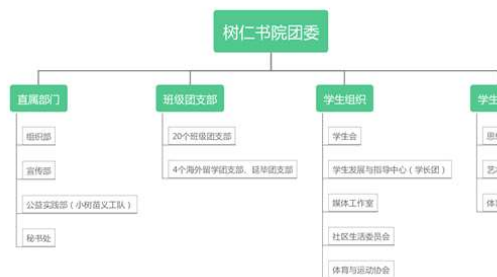 树仁书院团委
直属部门
班级团支部
学生组织
学生
组织部
20个班级团支部
学生会
宣传部
4个海外留学团支部、延毕团支部
学生发展与指导中心（学长团）
公益实践部（小树苗义工队）
媒体工作室
秘书处
社区生活委员会
体育与运动协会